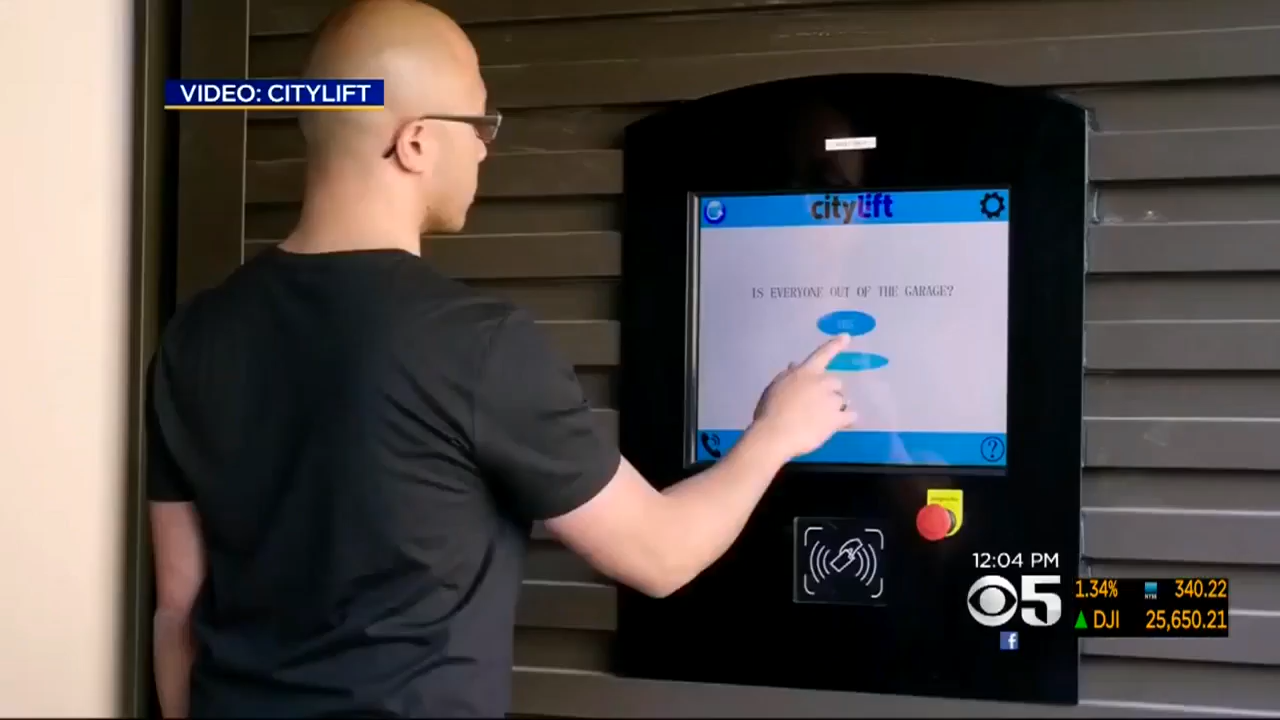 VIDEO: CITYLIFT
citylift
IS EVERYONE OUT OF THE GARAGE?
YES
?
12:04 PM
5
1.34% 340.22
DJI 25,650.21
f